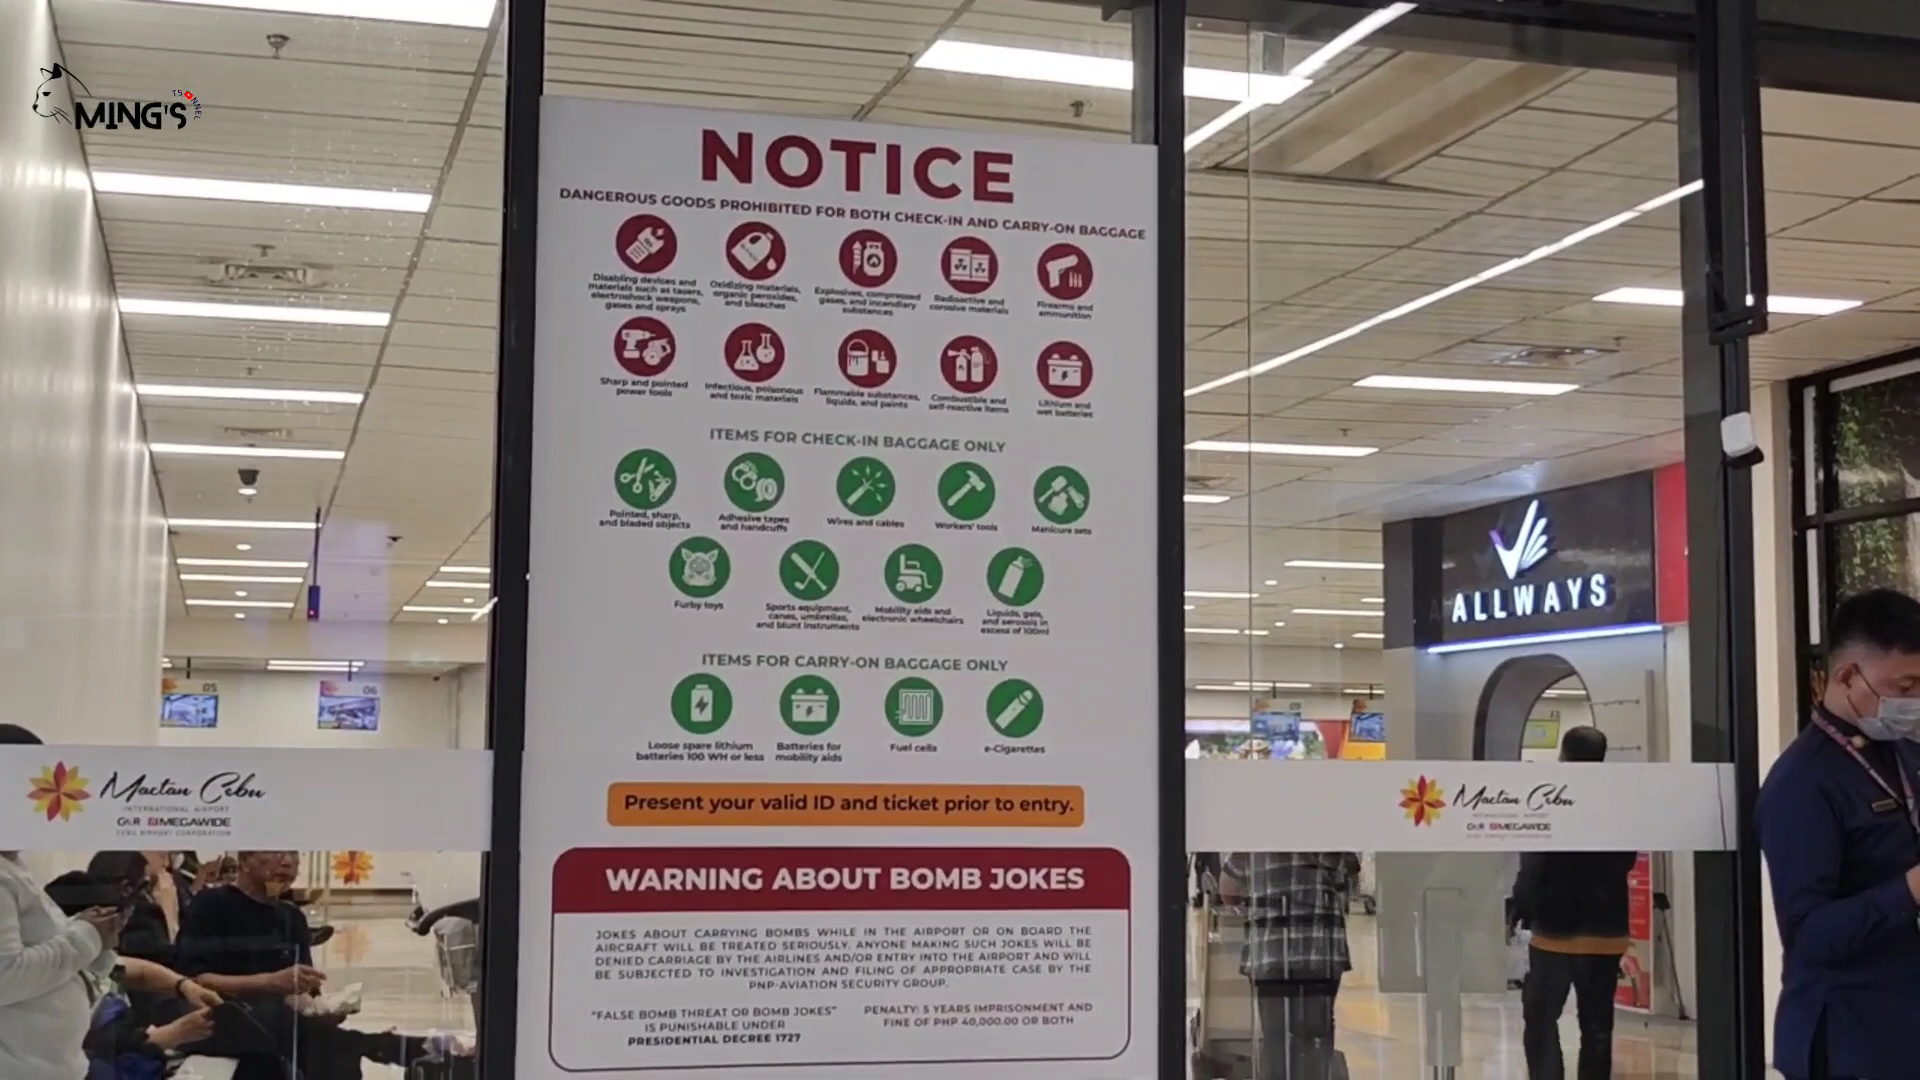 MING'S
NOTICE
DANGEROUS GOODS PROHIBITED FOR BOTH CHECK-IN AND CARRY-ON BAGGAGE
Disabling devices and
materials such as tasers,
electroshock weapons,
gases and sprays
Oxidizing materials,
organic peroxides,
and bleaches
Explosives, compressed
gases, and incendiary
substances
Radioactive and
corrosive materials
Firearms and
ammunition
Sharp and pointed
power tools
Infectious, poisonous
and toxic materials
Flammable substances,
liquids, and paints
Combustible and
self-reactive items
Lithium and
wet batteries
ITEMS FOR CHECK-IN BAGGAGE ONLY
Pointed, sharp,
and bladed objects
Adhesive tapes
and handcuffs
Wires and cables
Workers' tools
Manicure sets
Furby toys
Sports equipment,
canes, umbrellas,
and blunt instruments
Mobility aids and
electronic wheelchairs
Liquids, gels,
and aerosols in
excess of 100ml
ITEMS FOR CARRY-ON BAGGAGE ONLY
Loose spare lithium
batteries 100 WH or less
Batteries for
mobility aids
Fuel cells
e-Cigarettes
Present your valid ID and ticket prior to entry.
WARNING ABOUT BOMB JOKES
JOKES ABOUT CARRYING BOMBS WHILE IN THE AIRPORT OR ON BOARD THE
AIRCRAFT WILL BE TREATED SERIOUSLY. ANYONE MAKING SUCH JOKES WILL BE
DENIED CARRIAGE BY THE AIRLINES AND/OR ENTRY INTO THE AIRPORT AND WILL
BE SUBJECTED TO INVESTIGATION AND FILING OF APPROPRIATE CASE BY THE
PNP-AVIATION SECURITY GROUP.
"FALSE BOMB THREAT OR BOMB JOKES"
IS PUNISHABLE UNDER
PRESIDENTIAL DECREE 1727
PENALTY: 5 YEARS IMPRISONMENT AND
FINE OF PHP 40,000.00 OR BOTH
05
06
Mactan Cebu
INTERNATIONAL AIRPORT
GMR MEGAWIDE
CEBU AIRPORT CORPORATION
ALLWAYS
Mactan Cebu
INTERNATIONAL AIRPORT
GMR MEGAWIDE